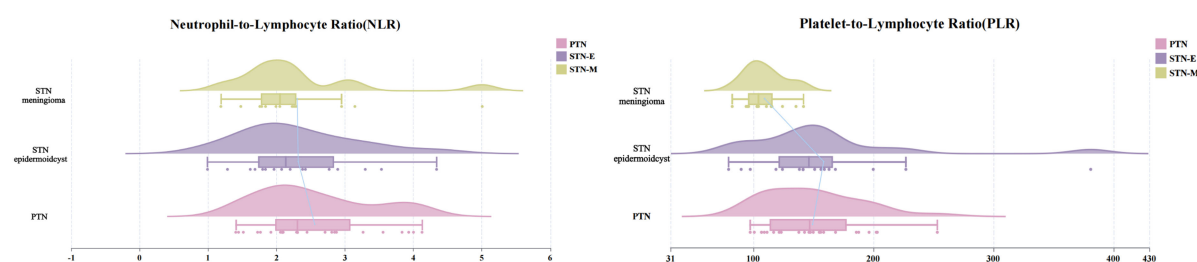 Neutrophil-to-Lymphocyte Ratio(NLR)
PTN
STN-E
STN-M
STN
meningioma
STN
epidermoidcyst
PTN
-1 0 1 2 3 4 5 6
Platelet-to-Lymphocyte Ratio(PLR)
PTN
STN-E
STN-M
STN
meningioma
STN
epidermoidcyst
PTN
31 100 200 300 400 430